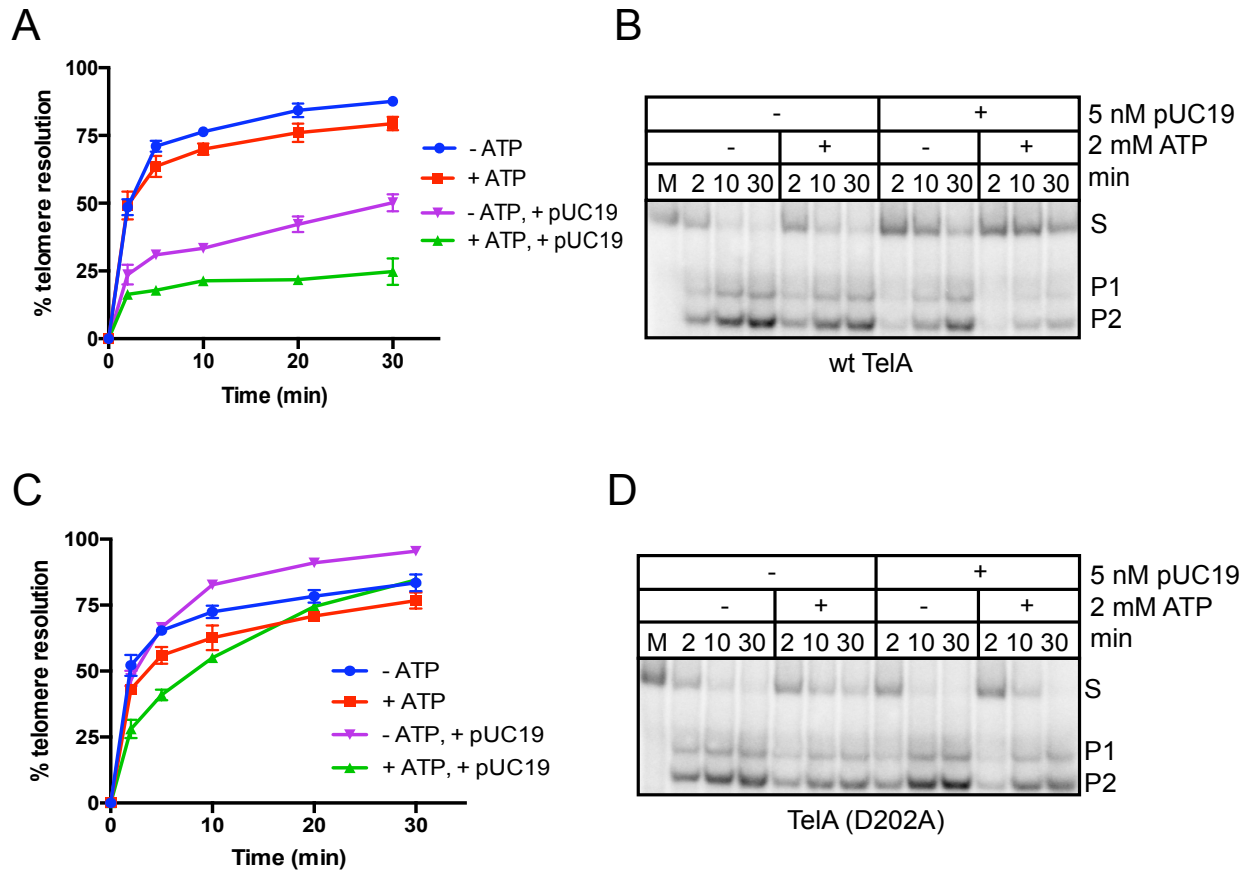 A
100
75
50
25
0
% telomere resolution
0 10 20 30
Time (min)
- ATP
+ ATP
- ATP, + pUC19
+ ATP, + pUC19
B
- + 5 nM pUC19
- + - + 2 mM ATP
M 2 10 30 2 10 30 2 10 30 2 10 30 min
S
P1
P2
wt TelA
C
100
75
50
25
0
% telomere resolution
0 10 20 30
Time (min)
- ATP
+ ATP
- ATP, + pUC19
+ ATP, + pUC19
D
- + 5 nM pUC19
- + - + 2 mM ATP
M 2 10 30 2 10 30 2 10 30 2 10 30 min
S
P1
P2
TelA (D202A)